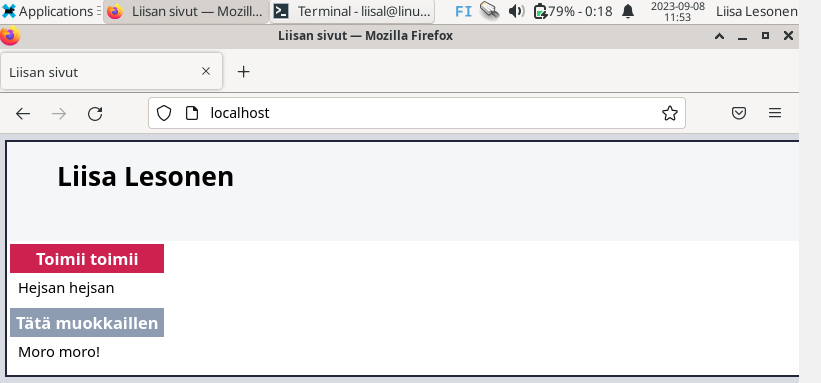 Applications Liisan sivut — Mozill... Terminal - liisal@linu... FI 79% - 0:18 2023-09-08 11:53 Liisa Lesonen
Liisan sivut — Mozilla Firefox
Liisan sivut
localhost
Liisa Lesonen
Toimii toimii
Hejsan hejsan
Tätä muokkaillen
Moro moro!